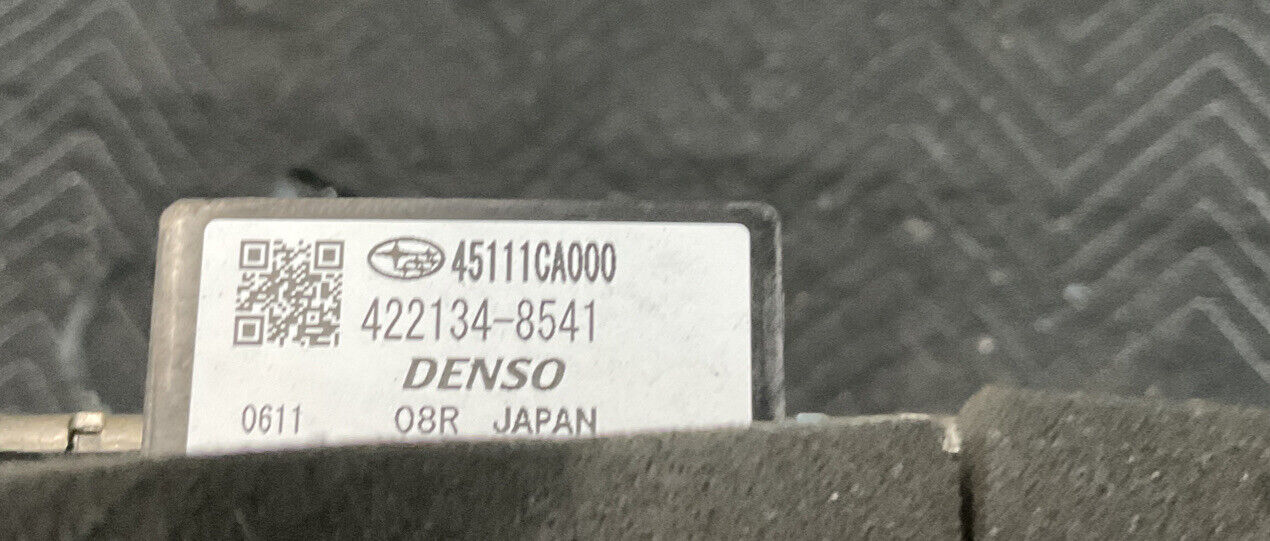 45111CA000
422134-8541
DENSO
0611 08R JAPAN